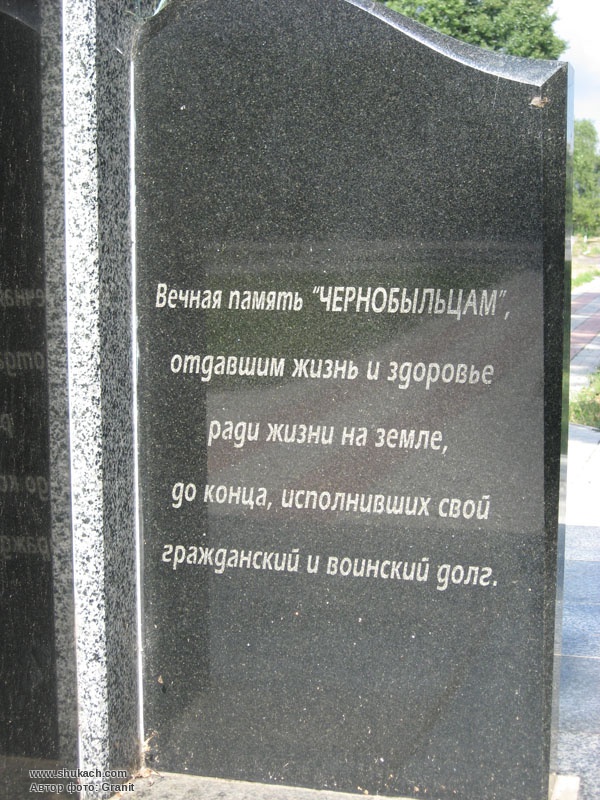 Вечная память "ЧЕРНОБЫЛЬЦАМ",
отдавшим жизнь и здоровье
ради жизни на земле,
до конца, исполнивших свой
гражданский и воинский долг.
www.shukach.com
Автор фото: Granit